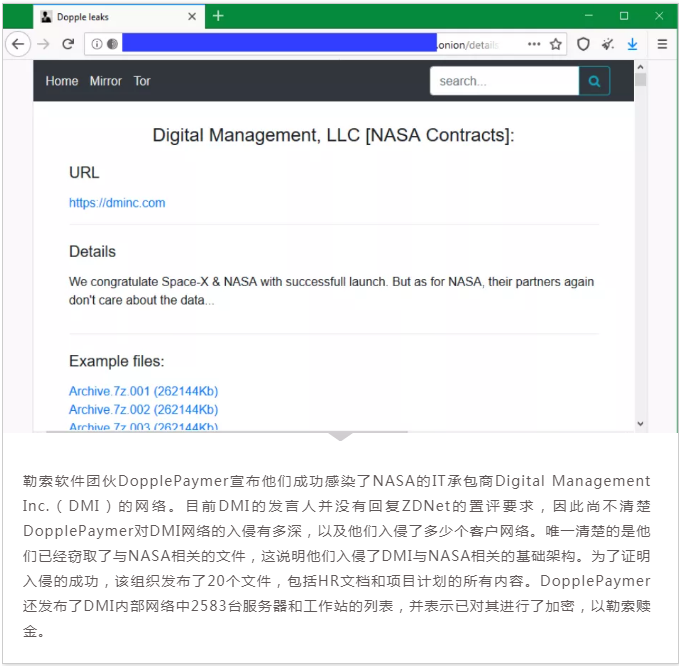 Dopple leaks
.onion/details
Home Mirror Tor
search...
Digital Management, LLC [NASA Contracts]:
URL
https://dminc.com
Details
We congratulate Space-X & NASA with successfull launch. But as for NASA, their partners again
don't care about the data...
Example files:
Archive.7z.001 (262144Kb)
Archive.7z.002 (262144Kb)
Archive.7z.003 (262144Kb)
勒索软件团伙DopplePaymer宣布他们成功感染了NASA的IT承包商Digital Management
Inc.（DMI）的网络。目前DMI的发言人并没有回复ZDNet的置评要求，因此尚不清楚
DopplePaymer对DMI网络的入侵有多深，以及他们入侵了多少个客户网络。唯一清楚的是他
们已经窃取了与NASA相关的文件，这说明他们入侵了DMI与NASA相关的基础架构。为了证明
入侵的成功，该组织发布了20个文件，包括HR文档和项目计划的所有内容。DopplePaymer
还发布了DMI内部网络中2583台服务器和工作站的列表，并表示已对其进行了加密，以勒索赎
金。